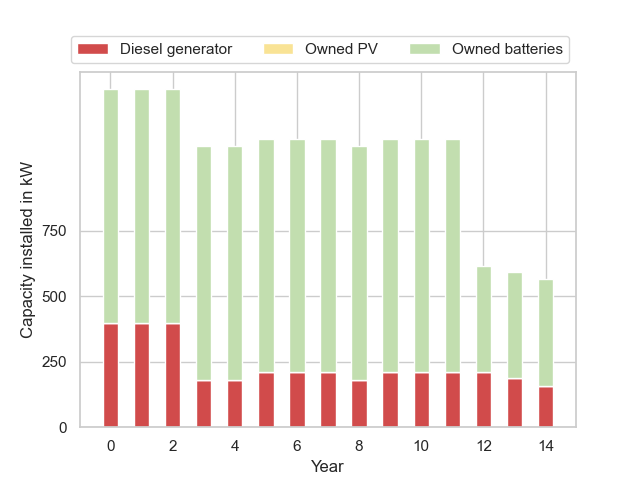 Diesel generator Owned PV Owned batteries
Capacity installed in kW
750
500
250
0
0 2 4 6 8 10 12 14
Year